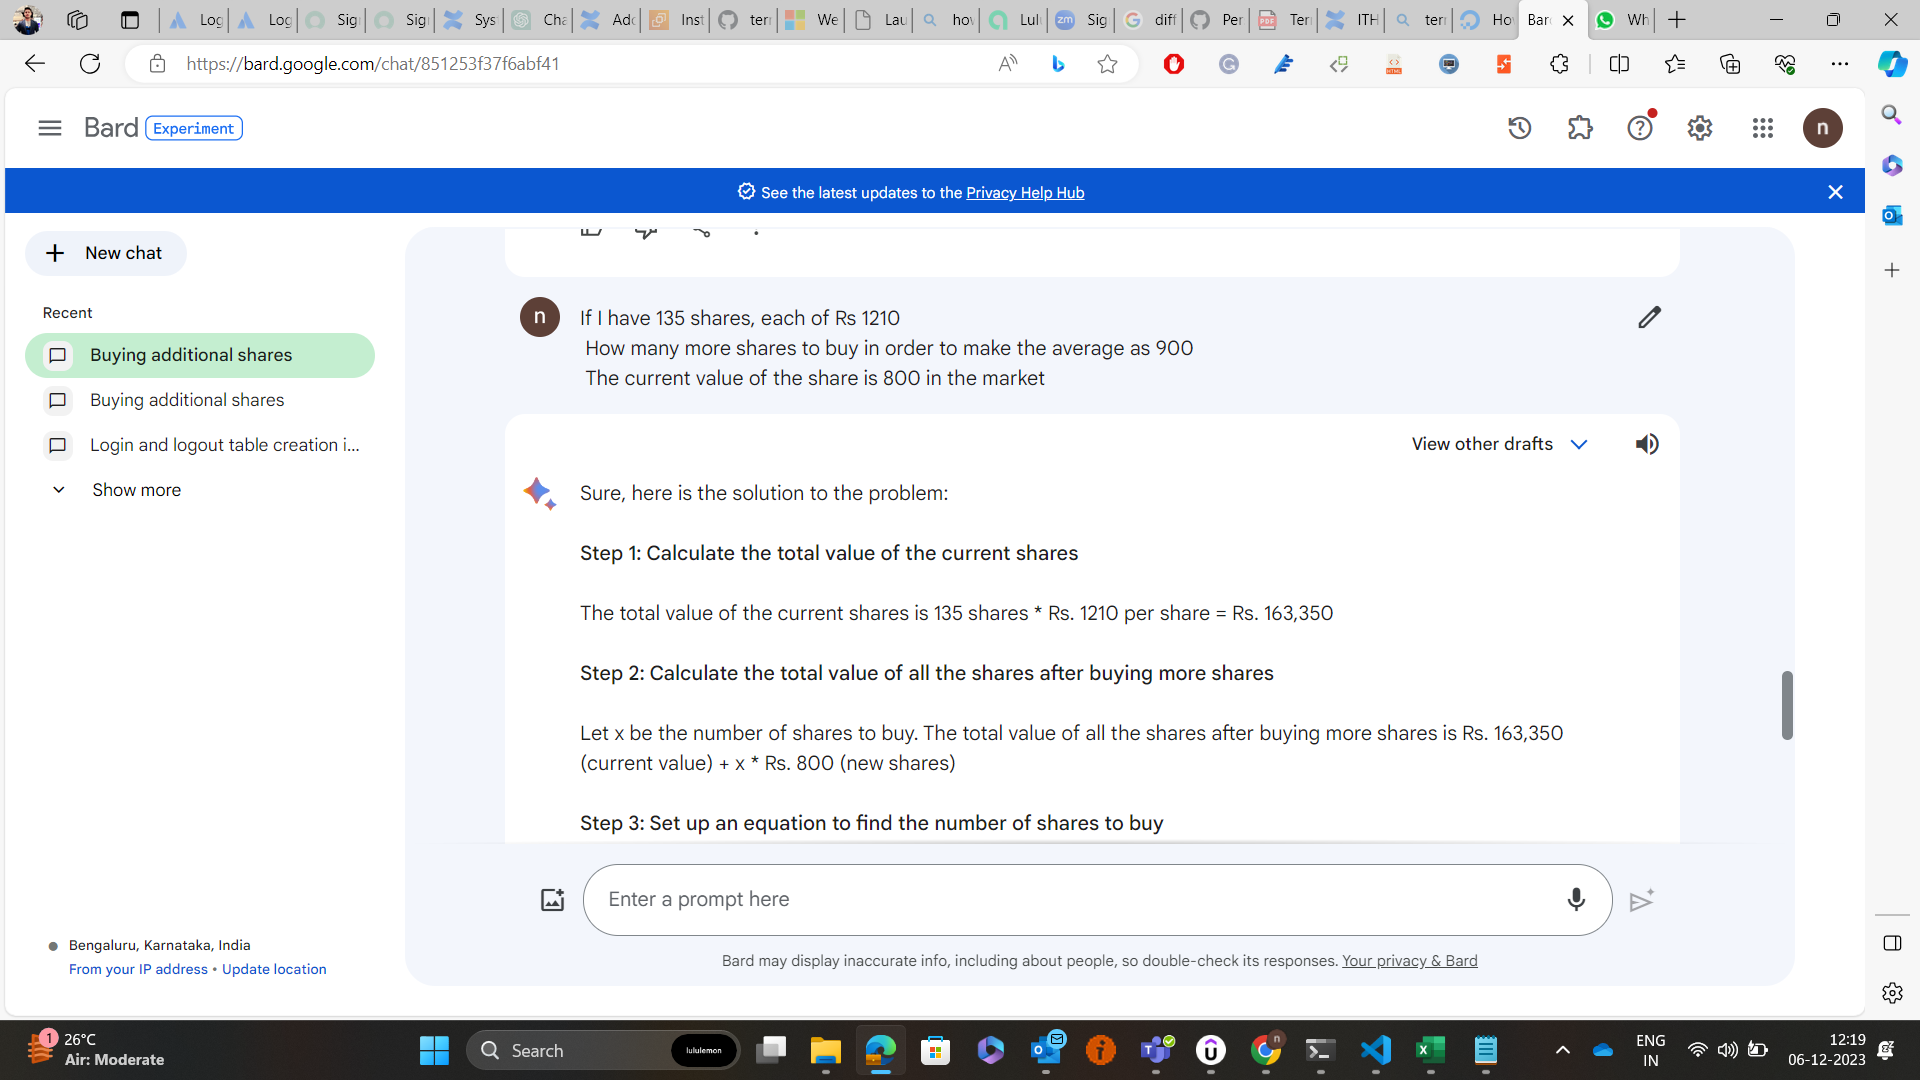 Log
Log
Sig
Sig
Sys
Cha
Add
Inst
terr
We
Lau
hov
Lul
Sig
diff
Per
Terr
ITH
terr
Ho
Bard
Wh
https://bard.google.com/chat/851253f37f6abf41
Bard Experiment
n
See the latest updates to the Privacy Help Hub
New chat
Recent
Buying additional shares
Buying additional shares
Login and logout table creation i...
Show more
n
If I have 135 shares, each of Rs 1210
How many more shares to buy in order to make the average as 900
The current value of the share is 800 in the market
View other drafts
Sure, here is the solution to the problem:
Step 1: Calculate the total value of the current shares
The total value of the current shares is 135 shares * Rs. 1210 per share = Rs. 163,350
Step 2: Calculate the total value of all the shares after buying more shares
Let x be the number of shares to buy. The total value of all the shares after buying more shares is Rs. 163,350
(current value) + x * Rs. 800 (new shares)
Step 3: Set up an equation to find the number of shares to buy
Enter a prompt here
Bard may display inaccurate info, including about people, so double-check its responses. Your privacy & Bard
Bengaluru, Karnataka, India
From your IP address • Update location
1
26°C
Air: Moderate
Search
lululemon
ENG
IN
12:19
06-12-2023